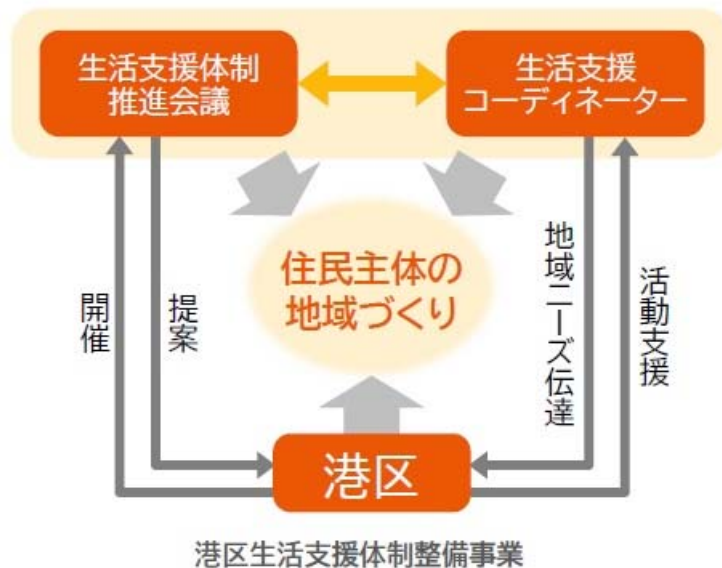 生活支援体制
推進会議
生活支援
コーディネーター
住民主体の
地域づくり
開催
提案
地域ニーズ伝達
活動支援
港区
港区生活支援体制整備事業